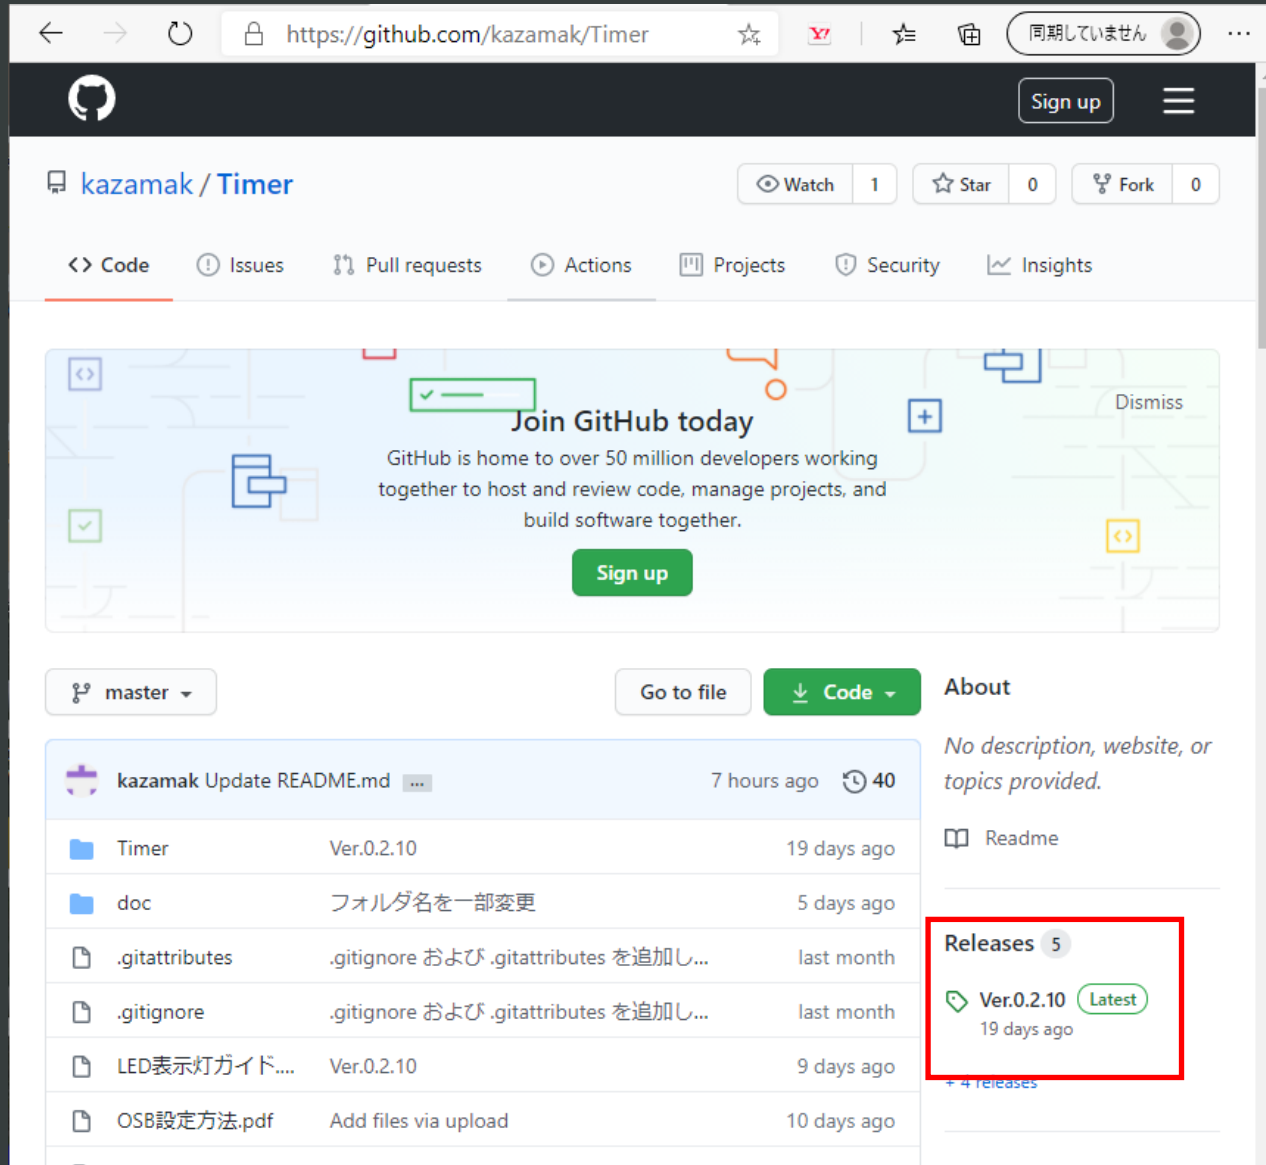 https://github.com/kazamak/Timer
同期していません
Sign up
kazamak / Timer
Watch 1
Star 0
Fork 0
Code
Issues
Pull requests
Actions
Projects
Security
Insights
Dismiss
Join GitHub today
GitHub is home to over 50 million developers working
together to host and review code, manage projects, and
build software together.
Sign up
master
Go to file
Code
About
No description, website, or
topics provided.
Readme
kazamak Update README.md ... 7 hours ago 40
Timer Ver.0.2.10 19 days ago
doc フォルダ名を一部変更 5 days ago
.gitattributes .gitignore および .gitattributes を追加し... last month
.gitignore .gitignore および .gitattributes を追加し... last month
LED表示灯ガイド.... Ver.0.2.10 9 days ago
OSB設定方法.pdf Add files via upload 10 days ago
Releases 5
Ver.0.2.10 Latest
19 days ago
+ 4 releases